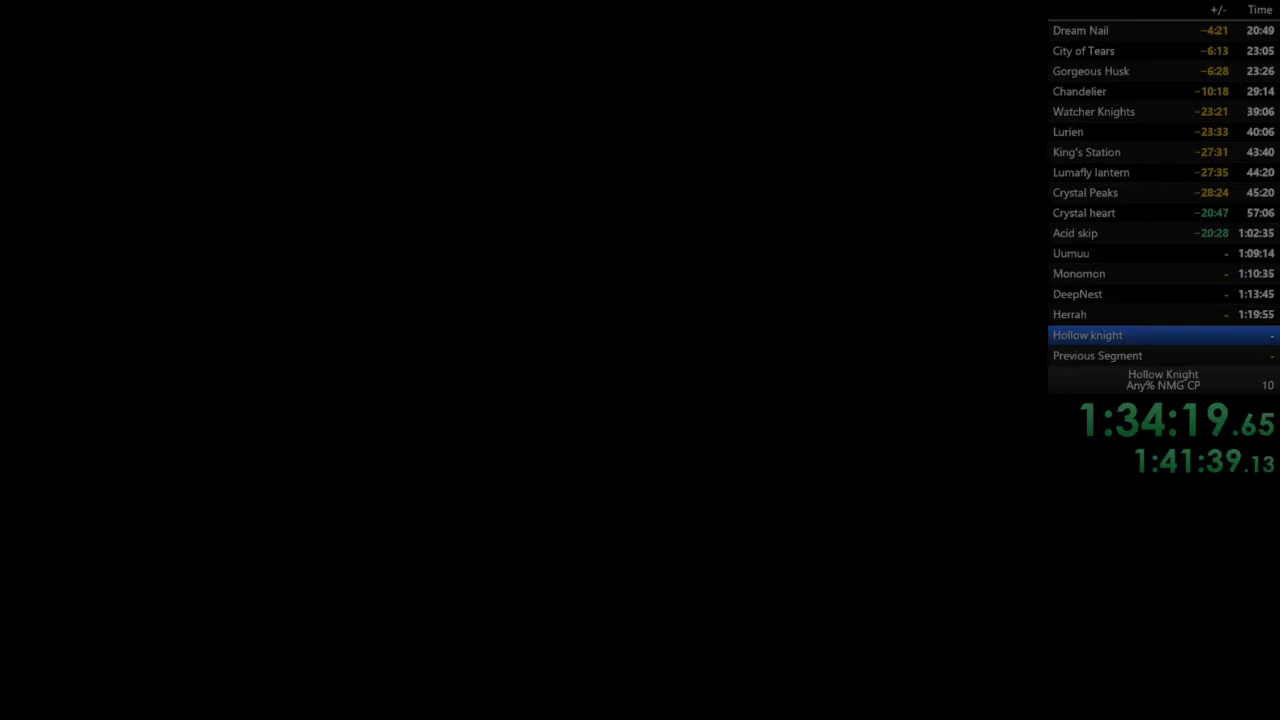 +/- Time
Dream Nail −4:21 20:49
City of Tears −6:13 23:05
Gorgeous Husk −6:28 23:26
Chandelier −10:18 29:14
Watcher Knights −23:21 39:06
Lurien −23:33 40:06
King's Station −27:31 43:40
Lumafly lantern −27:35 44:20
Crystal Peaks −28:24 45:20
Crystal heart −20:47 57:06
Acid skip −20:28 1:02:35
Uumuu - 1:09:14
Monomon - 1:10:35
DeepNest - 1:13:45
Herrah - 1:19:55
Hollow knight -
Previous Segment -
Hollow Knight
Any% NMG CP 10
1:34:19.65
1:41:39.13